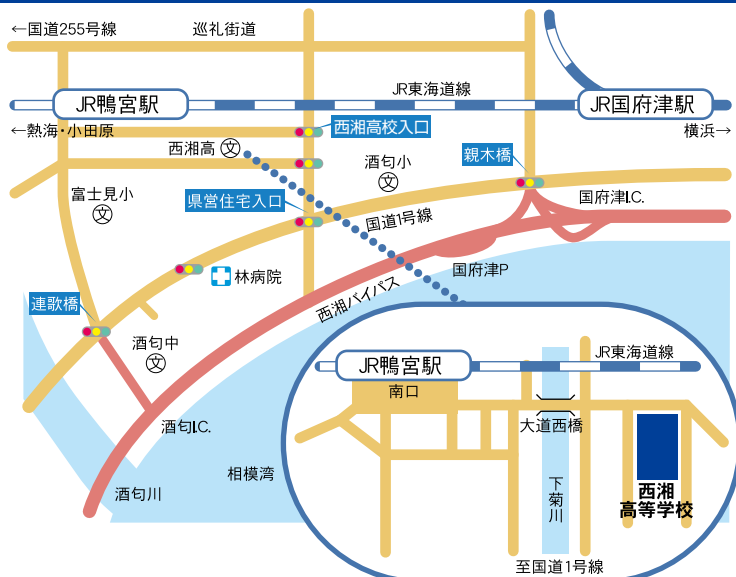 ←国道255号線
巡礼街道
JR鴨宮駅
JR東海道線
JR国府津駅
←熱海・小田原
西湘高校入口
横浜→
西湘高
文
酒匂小
文
親木橋
富士見小
文
県営住宅入口
国道1号線
国府津I.C.
林病院
国府津P
西湘バイパス
連歌橋
酒匂中
文
酒匂I.C.
相模湾
酒匂川
JR鴨宮駅
JR東海道線
南口
大道西橋
下菊川
西湘
高等学校
至国道1号線